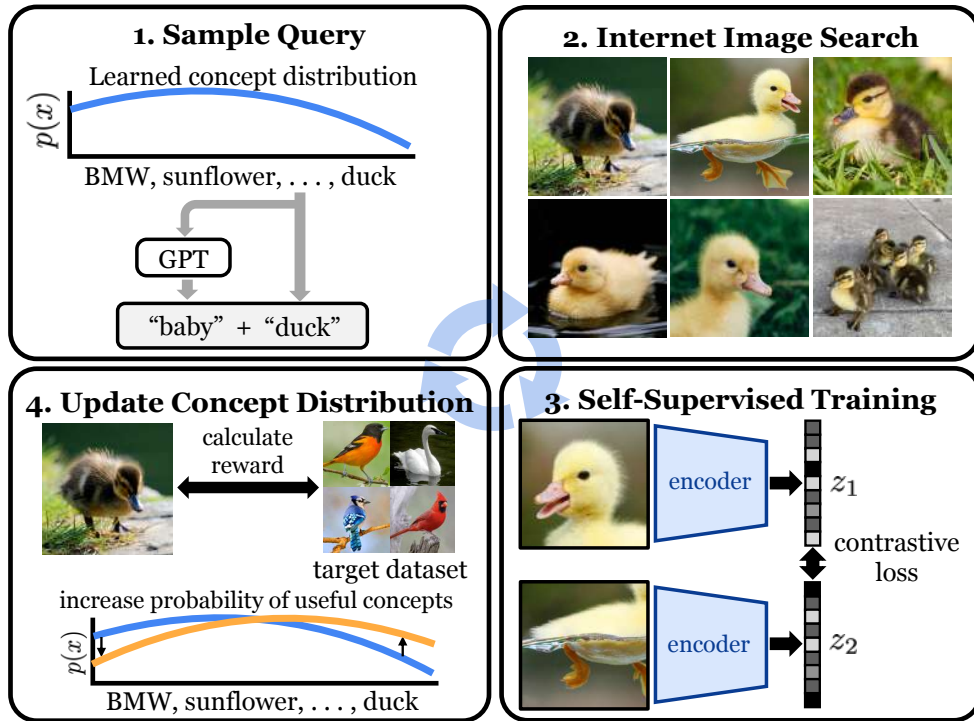 1. Sample Query
Learned concept distribution
p(x)
BMW, sunflower, . . . , duck
GPT
“baby” + “duck”
2. Internet Image Search
3. Self-Supervised Training
encoder
z1
contrastive
loss
encoder
z2
4. Update Concept Distribution
calculate
reward
target dataset
increase probability of useful concepts
p(x)
BMW, sunflower, . . . , duck